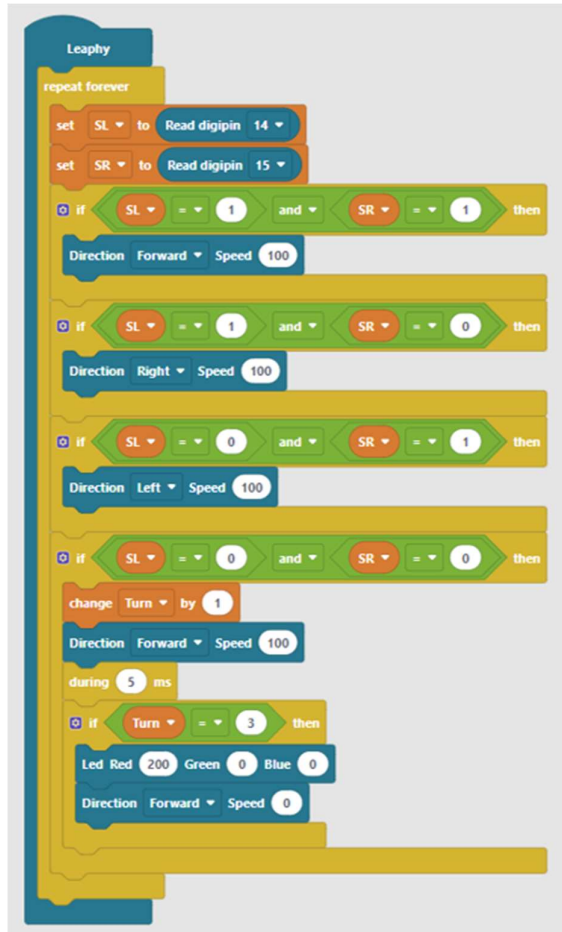 Leaphy
repeat forever
set SL to Read digipin 14
set SR to Read digipin 15
if SL = 1 and SR = 1 then
Direction Forward Speed 100
if SL = 1 and SR = 0 then
Direction Right Speed 100
if SL = 0 and SR = 1 then
Direction Left Speed 100
if SL = 0 and SR = 0 then
change Turn by 1
Direction Forward Speed 100
during 5 ms
if Turn = 3 then
Led Red 200 Green 0 Blue 0
Direction Forward Speed 0